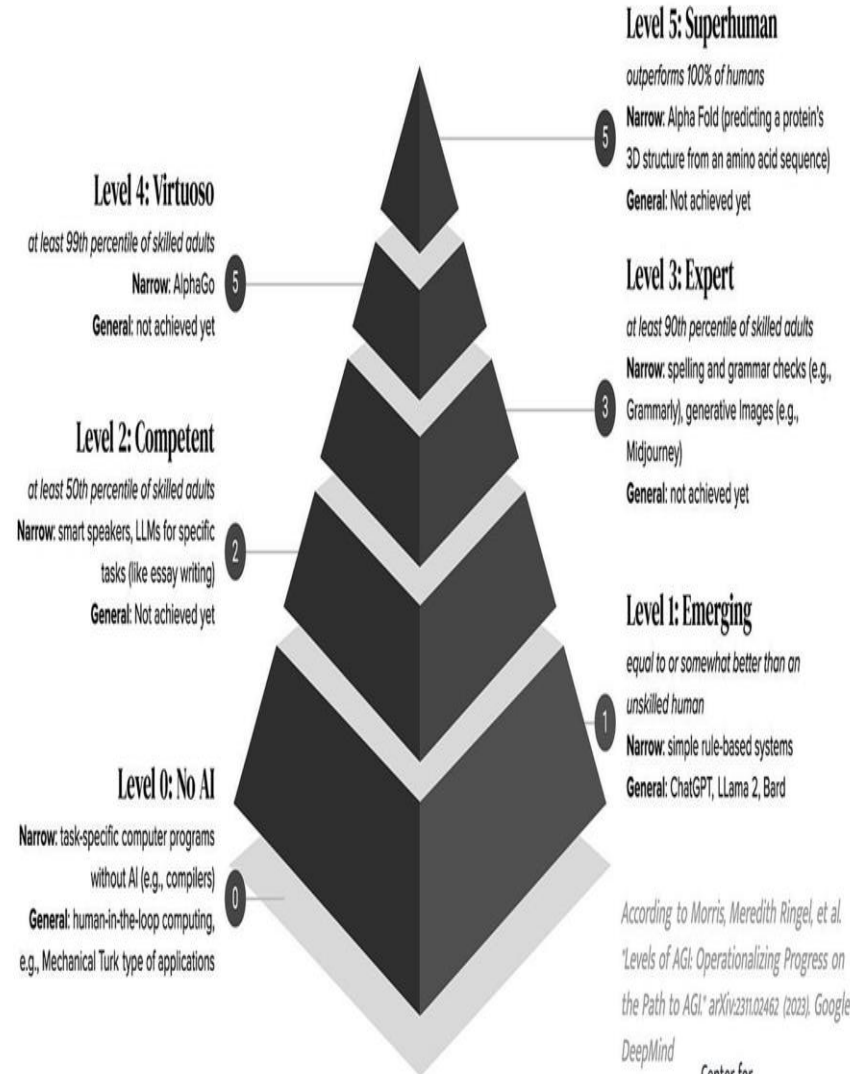 Level 5: Superhuman
outperforms 100% of humans
Narrow: Alpha Fold (predicting a protein's
3D structure from an amino acid sequence)
General: Not achieved yet
5
Level 4: Virtuoso
at least 99th percentile of skilled adults
Narrow: AlphaGo
General: not achieved yet
5
Level 3: Expert
at least 90th percentile of skilled adults
Narrow: spelling and grammar checks (e.g.,
Grammarly), generative Images (e.g.,
Midjourney)
General: not achieved yet
3
Level 2: Competent
at least 50th percentile of skilled adults
Narrow: smart speakers, LLMs for specific
tasks (like essay writing)
General: Not achieved yet
2
Level 1: Emerging
equal to or somewhat better than an
unskilled human
Narrow: simple rule-based systems
General: ChatGPT, LLama 2, Bard
1
Level 0: No AI
Narrow: task-specific computer programs
without AI (e.g., compilers)
General: human-in-the-loop computing,
e.g., Mechanical Turk type of applications
0
According to Morris, Meredith Ringel, et al.
"Levels of AGI: Operationalizing Progress on
the Path to AGI." arXiv:2311.02462 (2023). Google
DeepMind
Center for